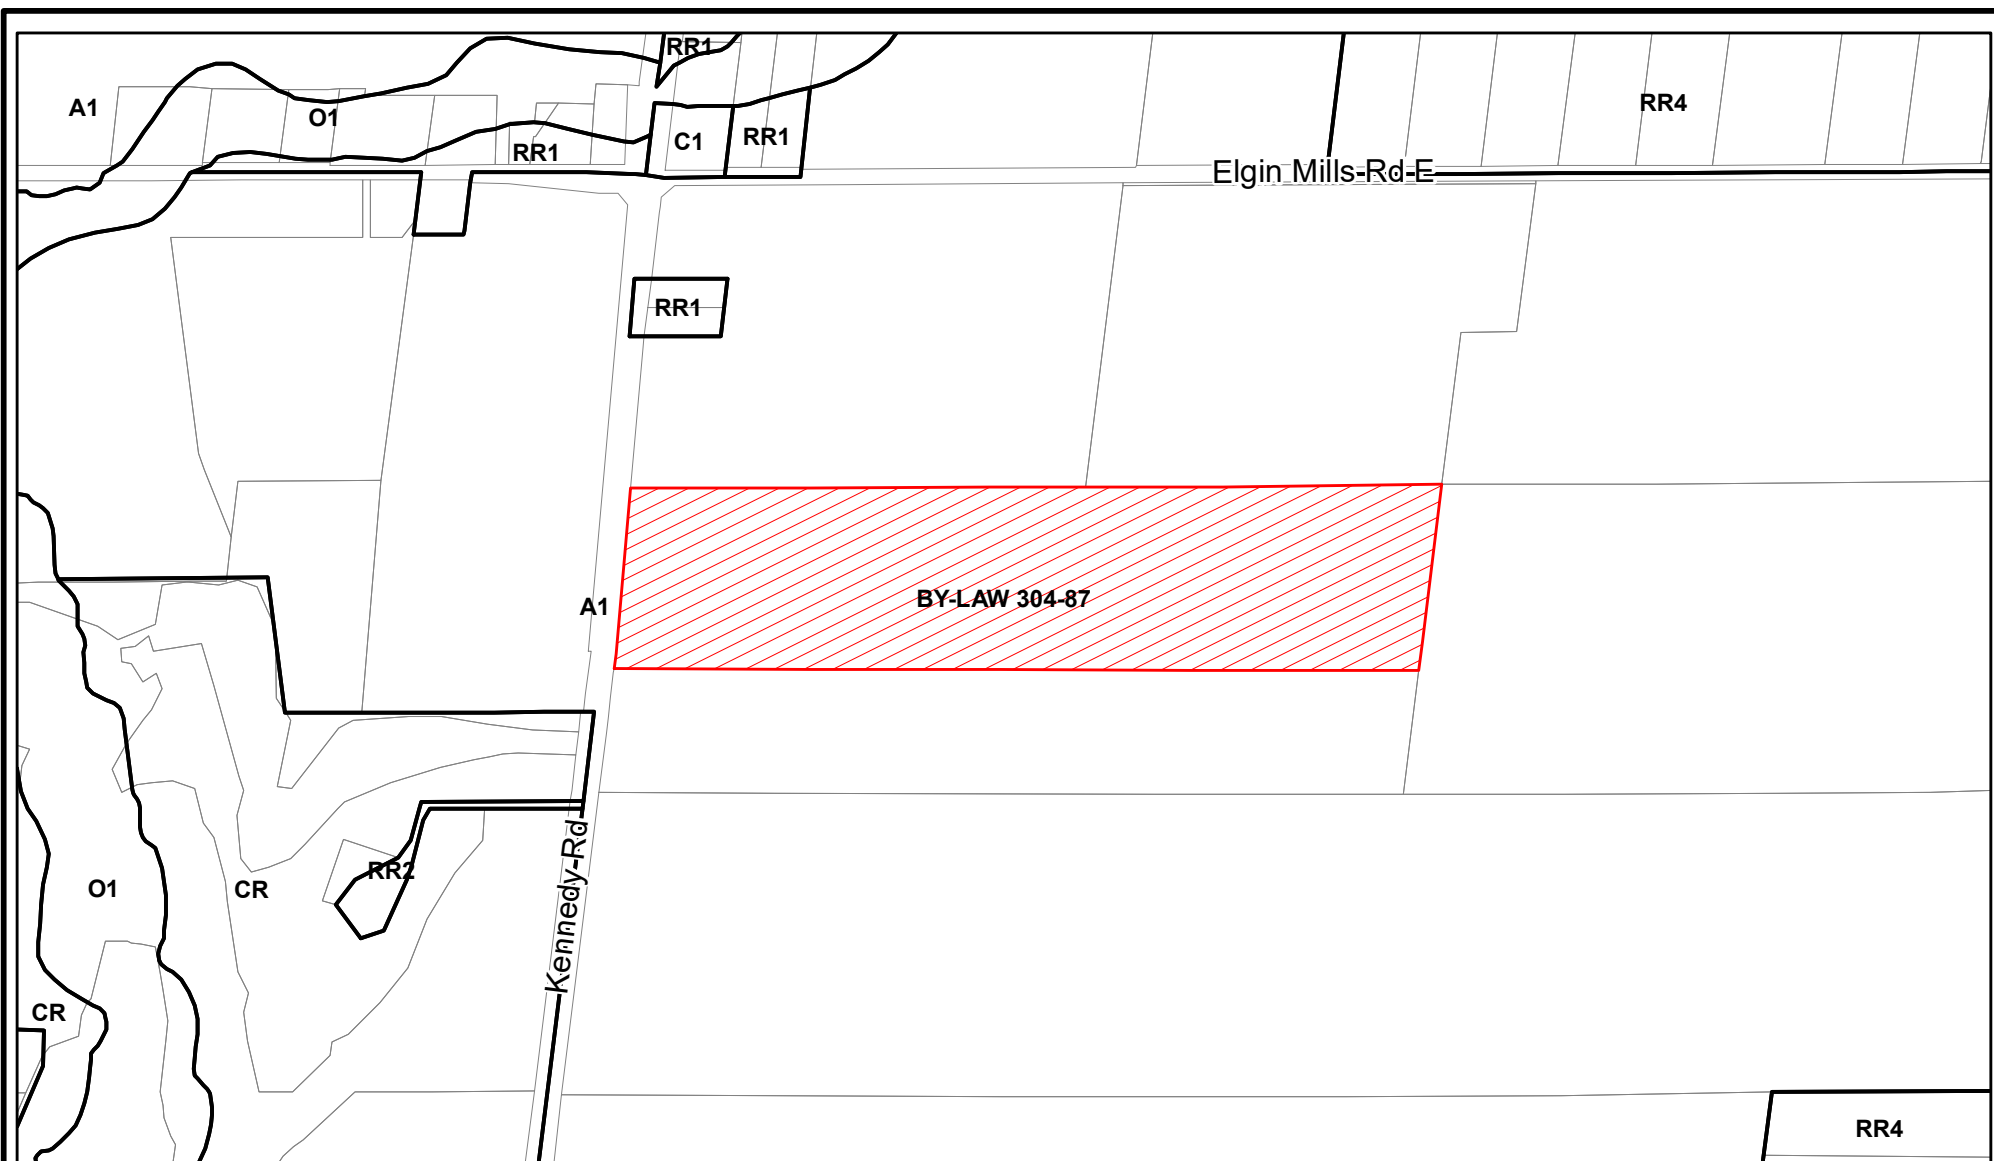 RR1
RR4
A1
O1
C1
RR1
RR1
Elgin Mills Rd E
RR1
BY-LAW 304-87
A1
RR2
Kennedy Rd
O1
CR
CR
RR4